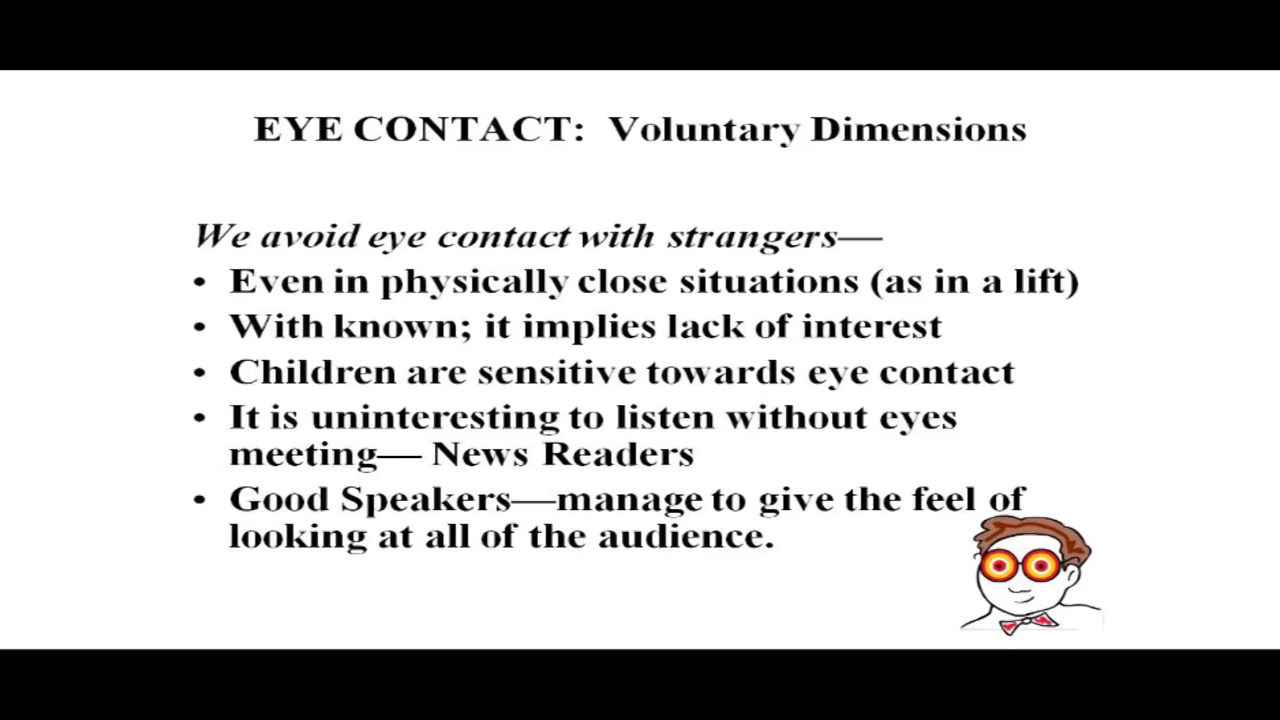 EYE CONTACT: Voluntary Dimensions
We avoid eye contact with strangers—
• Even in physically close situations (as in a lift)
• With known; it implies lack of interest
• Children are sensitive towards eye contact
• It is uninteresting to listen without eyes
meeting— News Readers
• Good Speakers—manage to give the feel of
looking at all of the audience.